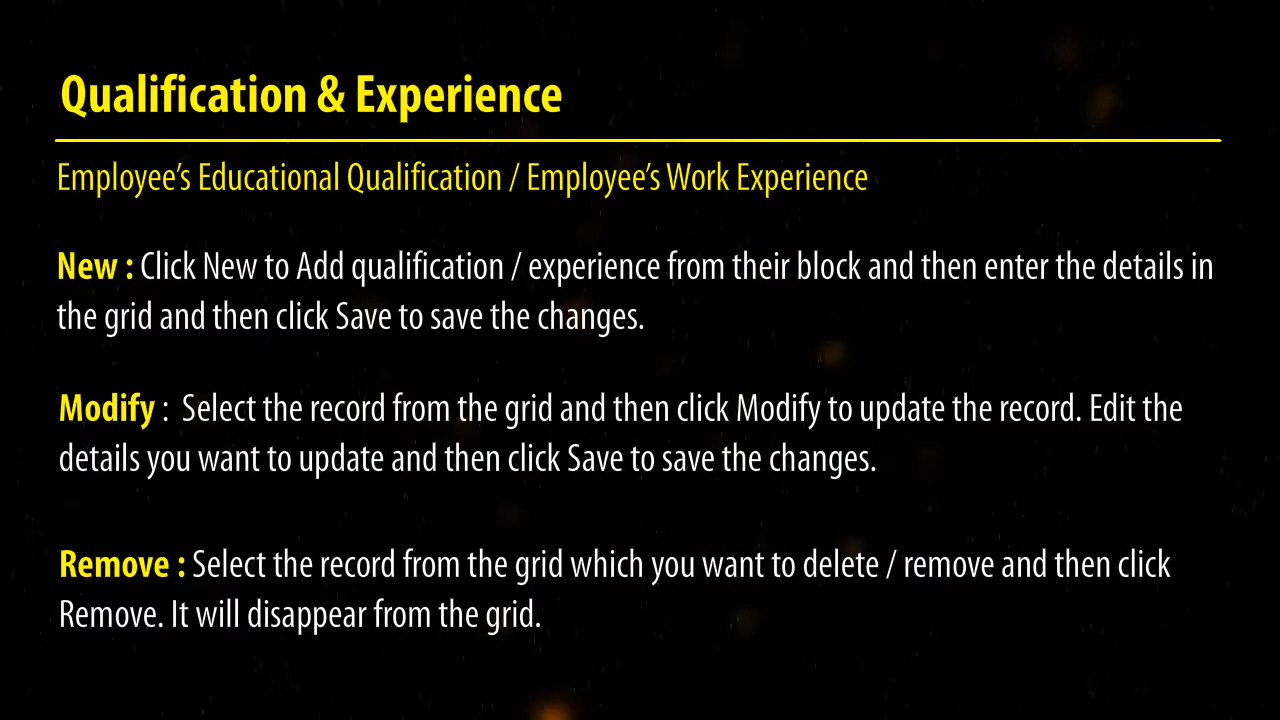 Qualification & Experience
Employee’s Educational Qualification / Employee’s Work Experience
New : Click New to Add qualification / experience from their block and then enter the details in
the grid and then click Save to save the changes.
Modify :  Select the record from the grid and then click Modify to update the record. Edit the
details you want to update and then click Save to save the changes.
Remove : Select the record from the grid which you want to delete / remove and then click
Remove. It will disappear from the grid.